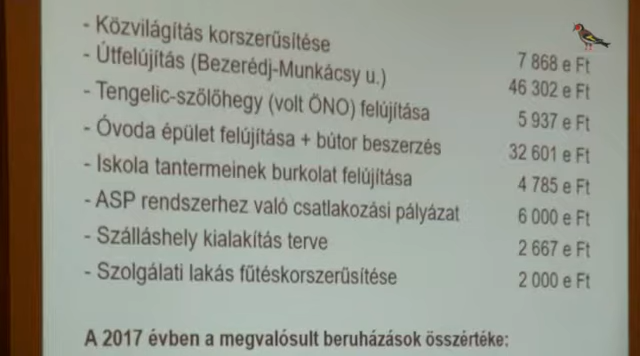 - Közvilágítás korszerűsítése 7 868 e Ft
- Útfelújítás (Bezerédj-Munkácsy u.) 46 302 e Ft
- Tengelic-szőlőhegy (volt ÖNO) felújítása 5 937 e Ft
- Óvoda épület felújítása + bútor beszerzés 32 601 e Ft
- Iskola tantermeinek burkolat felújítása 4 785 e Ft
- ASP rendszerhez való csatlakozási pályázat 6 000 e Ft
- Szálláshely kialakítás terve 2 667 e Ft
- Szolgálati lakás fűtéskorszerűsítése 2 000 e Ft
A 2017 évben a megvalósult beruházások összértéke: